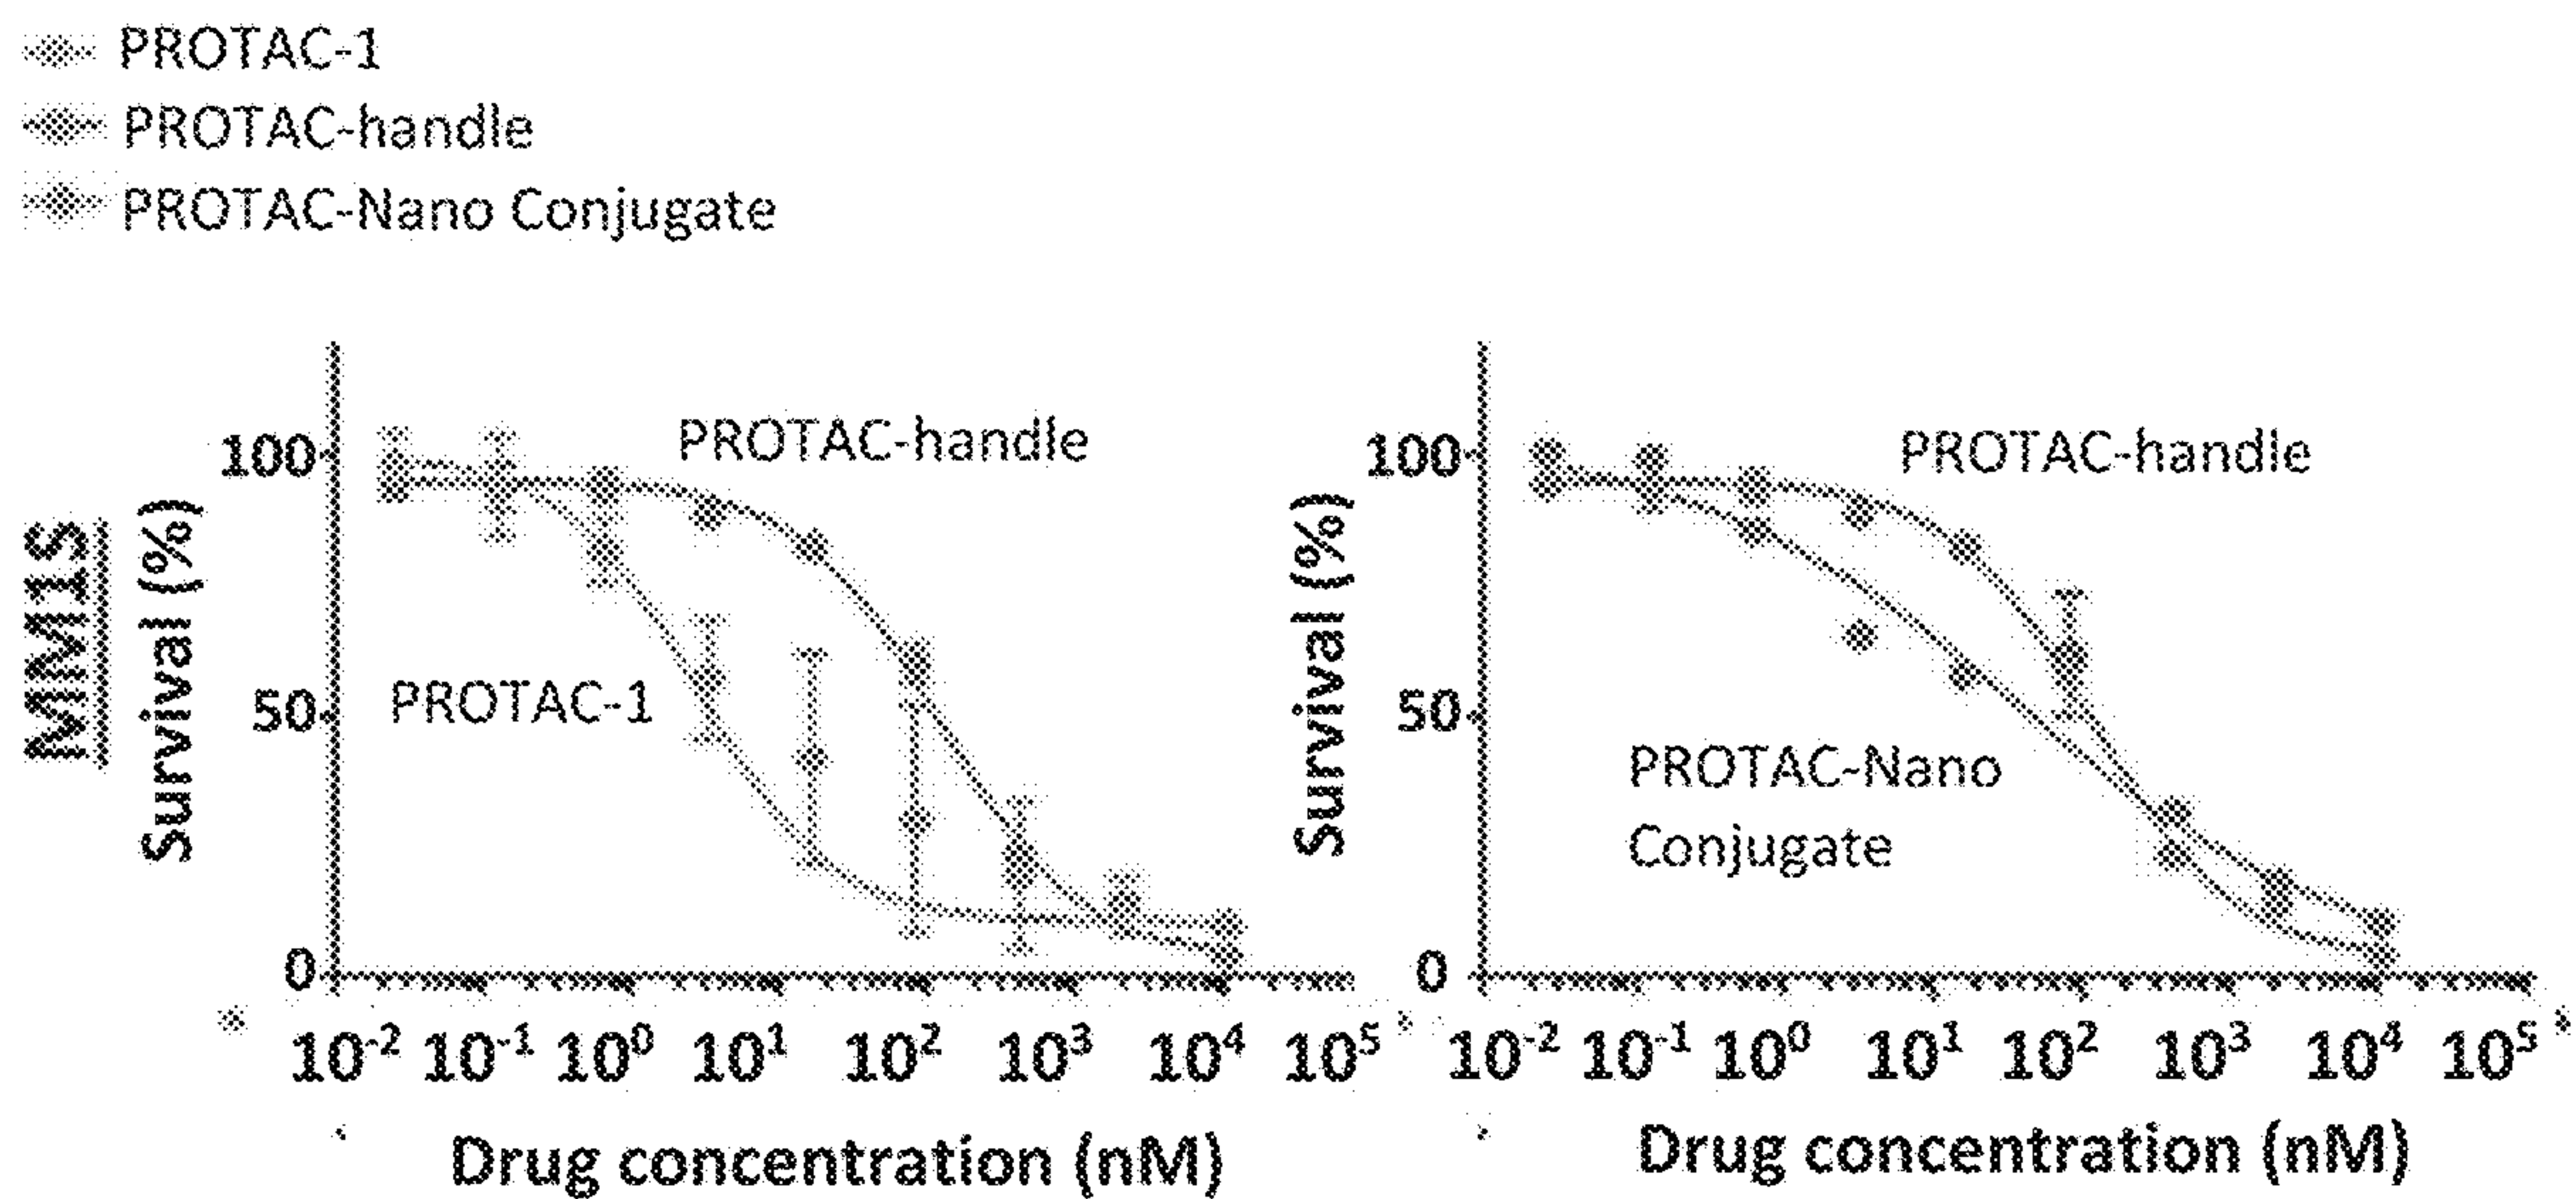 PROTAC-1
PROTAC-handle
PROTAC-Nano Conjugate
MM1S
Survival (%)
100
50
0
PROTAC-handle
PROTAC-1
10⁻² 10⁻¹ 10⁰ 10¹ 10² 10³ 10⁴ 10⁵
Drug concentration (nM)
Survival (%)
100
50
0
PROTAC-handle
PROTAC-Nano
Conjugate
10⁻² 10⁻¹ 10⁰ 10¹ 10² 10³ 10⁴ 10⁵
Drug concentration (nM)